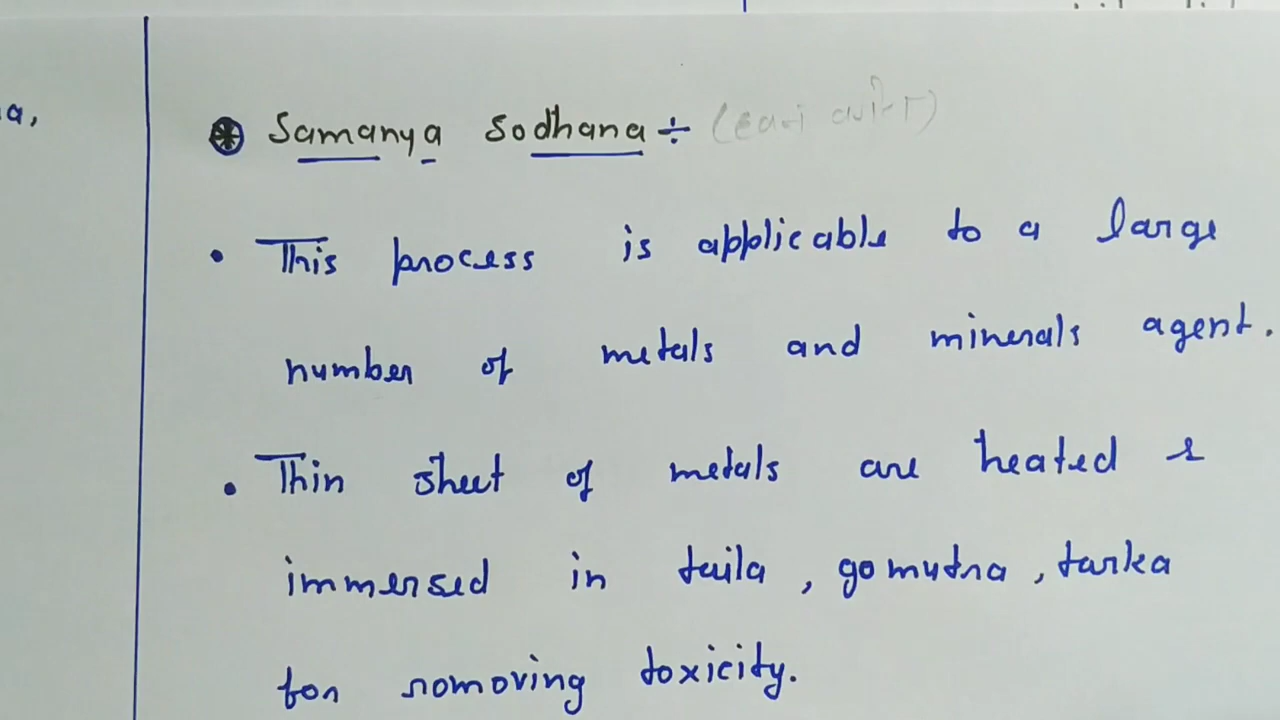 a,
Samanya Sodhana ÷
• This process is applicable to a large
number of metals and minerals agent.
• Thin sheet of metals are heated &
immersed in taila, gomutra, tarka
for romoving toxicity.